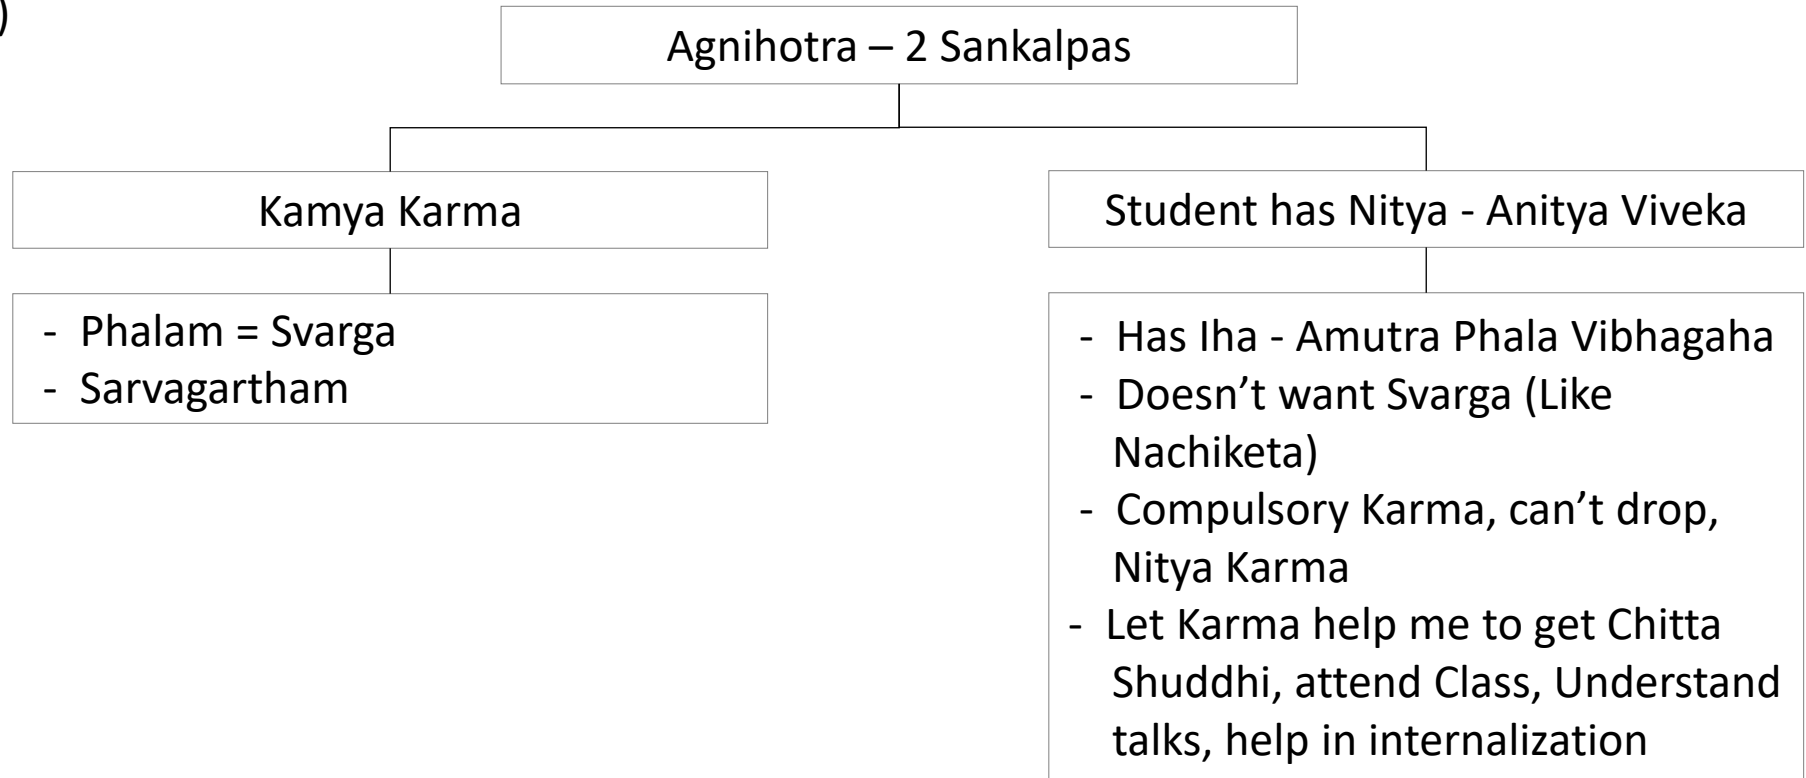 )
Agnihotra – 2 Sankalpas
Kamya Karma
- Phalam = Svarga
- Sarvagartham
Student has Nitya - Anitya Viveka
- Has Iha - Amutra Phala Vibhagaha
- Doesn’t want Svarga (Like
Nachiketa)
- Compulsory Karma, can’t drop,
Nitya Karma
- Let Karma help me to get Chitta
Shuddhi, attend Class, Understand
talks, help in internalization